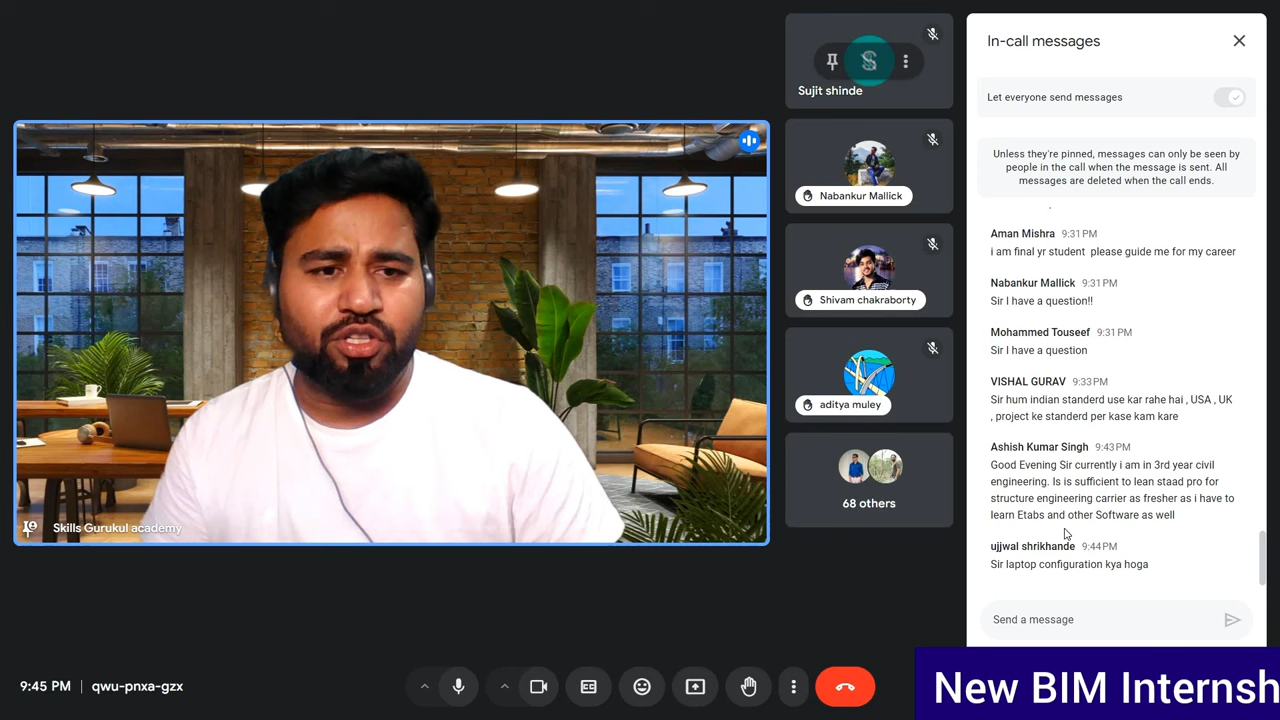 In-call messages
Let everyone send messages
Unless they're pinned, messages can only be seen by
people in the call when the message is sent. All
messages are deleted when the call ends.
Aman Mishra 9:31 PM
i am final yr student please guide me for my career
Nabankur Mallick 9:31 PM
Sir I have a question!!
Mohammed Touseef 9:31 PM
Sir I have a question
VISHAL GURAV 9:33 PM
Sir hum indian standerd use kar rahe hai , USA , UK
, project ke standerd per kase kam kare
Ashish Kumar Singh 9:43 PM
Good Evening Sir currently i am in 3rd year civil
engineering. Is is sufficient to lean staad pro for
structure engineering carrier as fresher as i have to
learn Etabs and other Software as well
ujjwal shrikhande 9:44 PM
Sir laptop configuration kya hoga
Send a message
S
Sujit shinde
Nabankur Mallick
Shivam chakraborty
aditya muley
68 others
Skills Gurukul academy
9:45 PM | qwu-pnxa-gzx
New BIM Internsh